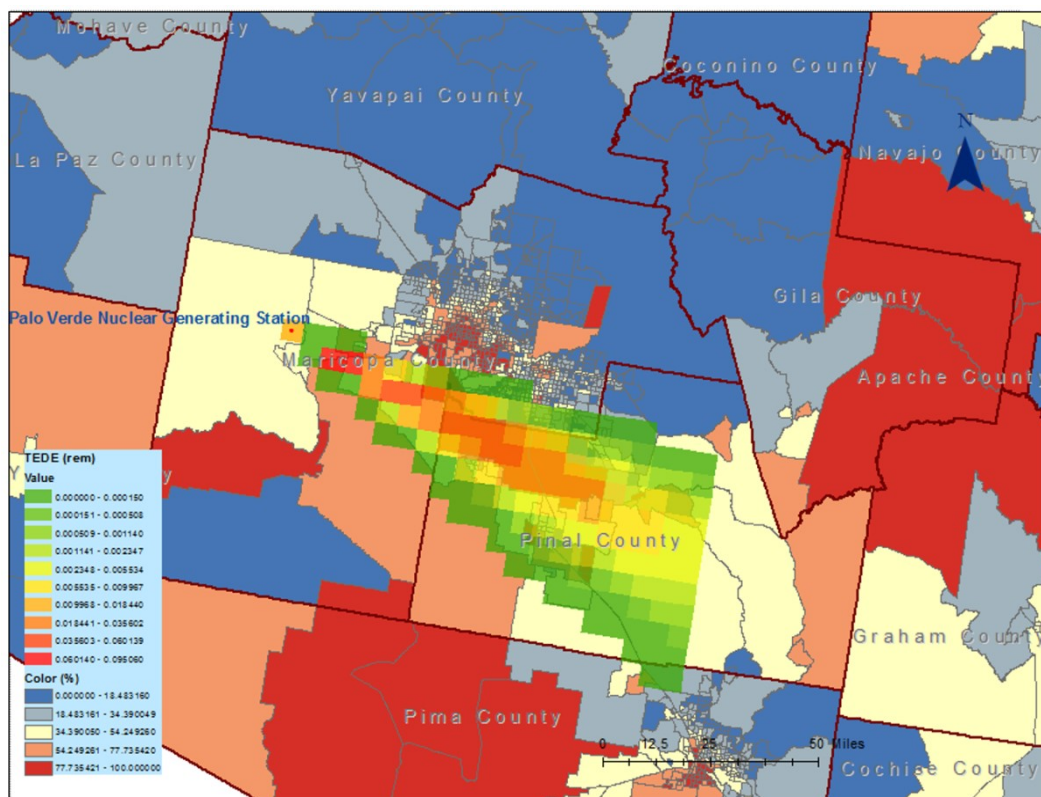 Mohave County
Coconino County
Yavapai County
N
Navajo County
La Paz County
Gila County
Palo Verde Nuclear Generating Station
Maricopa County
Apache County
TEDE (rem)
Value
0.000000 - 0.000150
0.000151 - 0.000508
0.000509 - 0.001140
0.001141 - 0.002347
0.002348 - 0.005534
0.005535 - 0.009967
0.009968 - 0.018440
0.018441 - 0.035602
0.035603 - 0.060139
0.060140 - 0.095060
Pinal County
Graham County
Color (%)
0.000000 - 18.483160
18.483161 - 34.390049
34.390050 - 54.249260
54.249261 - 77.735420
77.735421 - 100.000000
Pima County
0 12.5 25 50 Miles
Cochise County